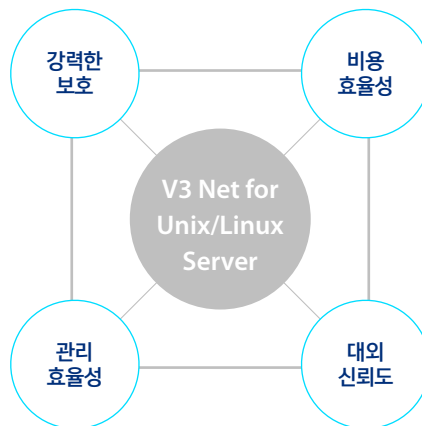 강력한
보호
비용
효율성
V3 Net for
Unix/Linux
Server
관리
효율성
대외
신뢰도